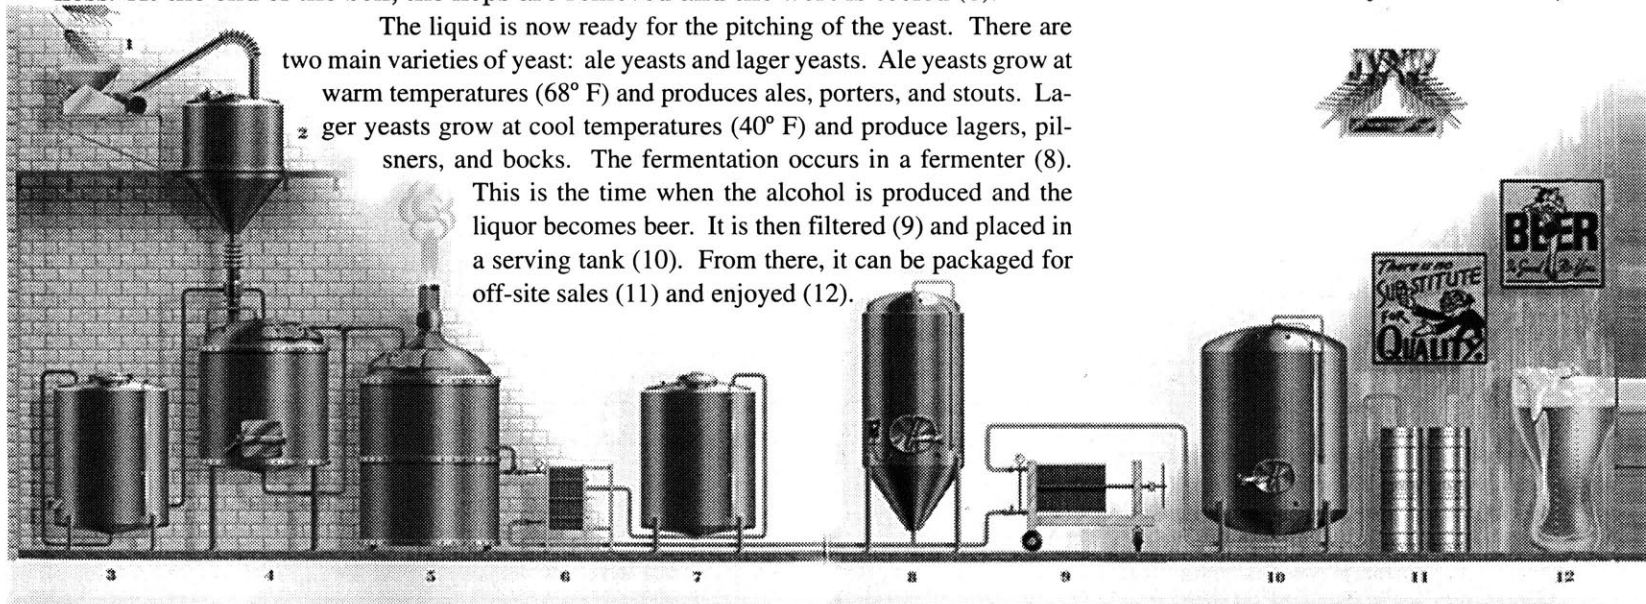 The liquid is now ready for the pitching of the yeast. There are
two main varieties of yeast: ale yeasts and lager yeasts. Ale yeasts grow at
warm temperatures (68º F) and produces ales, porters, and stouts. La-
ger yeasts grow at cool temperatures (40º F) and produce lagers, pil-
sners, and bocks. The fermentation occurs in a fermenter (8).
This is the time when the alcohol is produced and the
liquor becomes beer. It is then filtered (9) and placed in
a serving tank (10). From there, it can be packaged for
off-site sales (11) and enjoyed (12).
1
2
BEER
There is no
SUBSTITUTE
FOR
QUALITY.
3 4 5 6 7 8 9 10 11 12